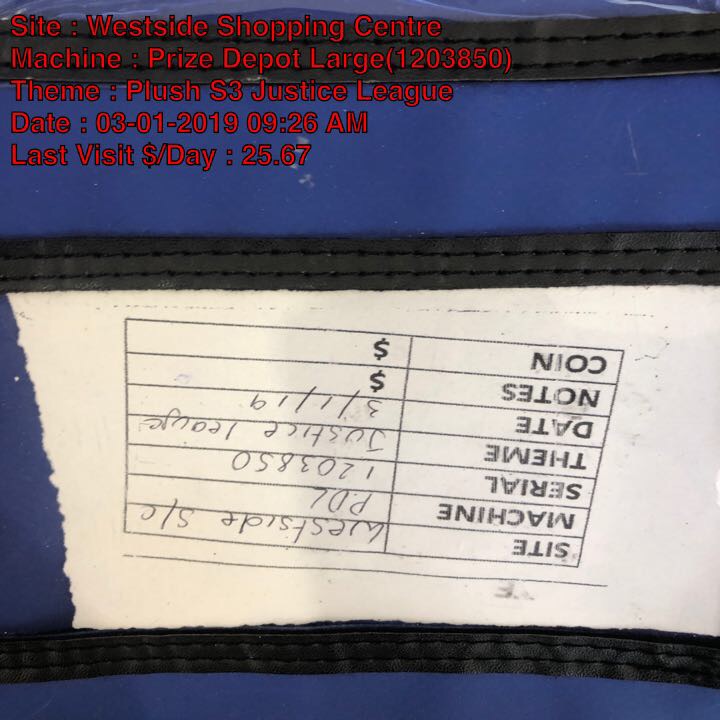 Site : Westside Shopping Centre
Machine : Prize Depot Large(1203850)
Theme : Plush S3 Justice League
Date : 03-01-2019 09:26 AM
Last Visit $/Day : 25.67
SITE Westside S/C
MACHINE PDL
SERIAL 1203850
THEME Justice league
DATE 3/1/19
NOTES $
COIN $